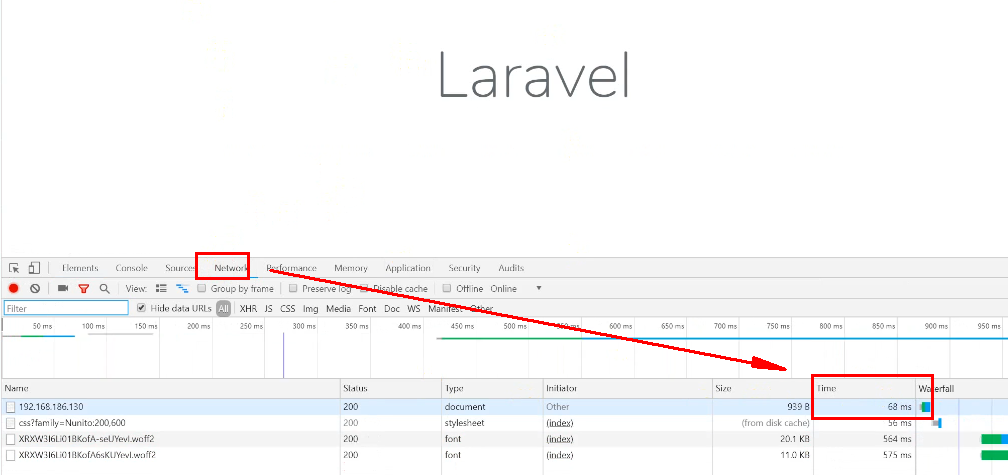 Laravel
Elements Console Sources Network Performance Memory Application Security Audits
View: Group by frame Preserve log Disable cache Offline Online
Filter Hide data URLs All XHR JS CSS Img Media Font Doc WS Manifest Other
50 ms 100 ms 150 ms 200 ms 250 ms 300 ms 350 ms 400 ms 450 ms 500 ms 550 ms 600 ms 650 ms 700 ms 750 ms 800 ms 850 ms 900 ms 950 ms
Name Status Type Initiator Size Time Waterfall
192.168.186.130 200 document Other 939 B 68 ms
css?family=Nunito:200,600 200 stylesheet (index) (from disk cache) 56 ms
XRXW3I6Li01BKofA-seUYevI.woff2 200 font (index) 20.1 KB 564 ms
XRXW3I6Li01BKofA6sKUYevI.woff2 200 font (index) 11.0 KB 575 ms